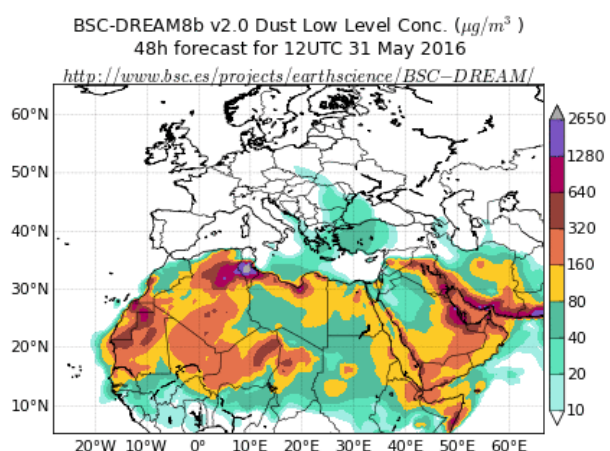 BSC-DREAM8b v2.0 Dust Low Level Conc. (μg/m³ )
48h forecast for 12UTC 31 May 2016
http://www.bsc.es/projects/earthscience/BSC−DREAM/
60°N
50°N
40°N
30°N
20°N
10°N
20°W 10°W 0° 10°E 20°E 30°E 40°E 50°E 60°E
2650
1280
640
320
160
80
40
20
10